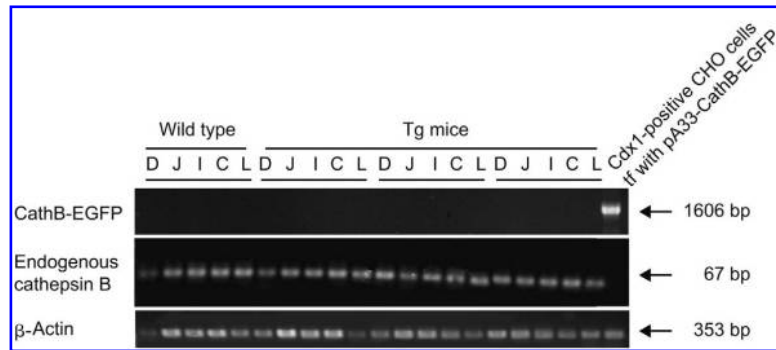 Cdx1-positive CHO cells
tf with pA33-CathB-EGFP
Wild type Tg mice
D J I C L D J I C L D J I C L D J I C L
CathB-EGFP 1606 bp
Endogenous
cathepsin B 67 bp
β-Actin 353 bp